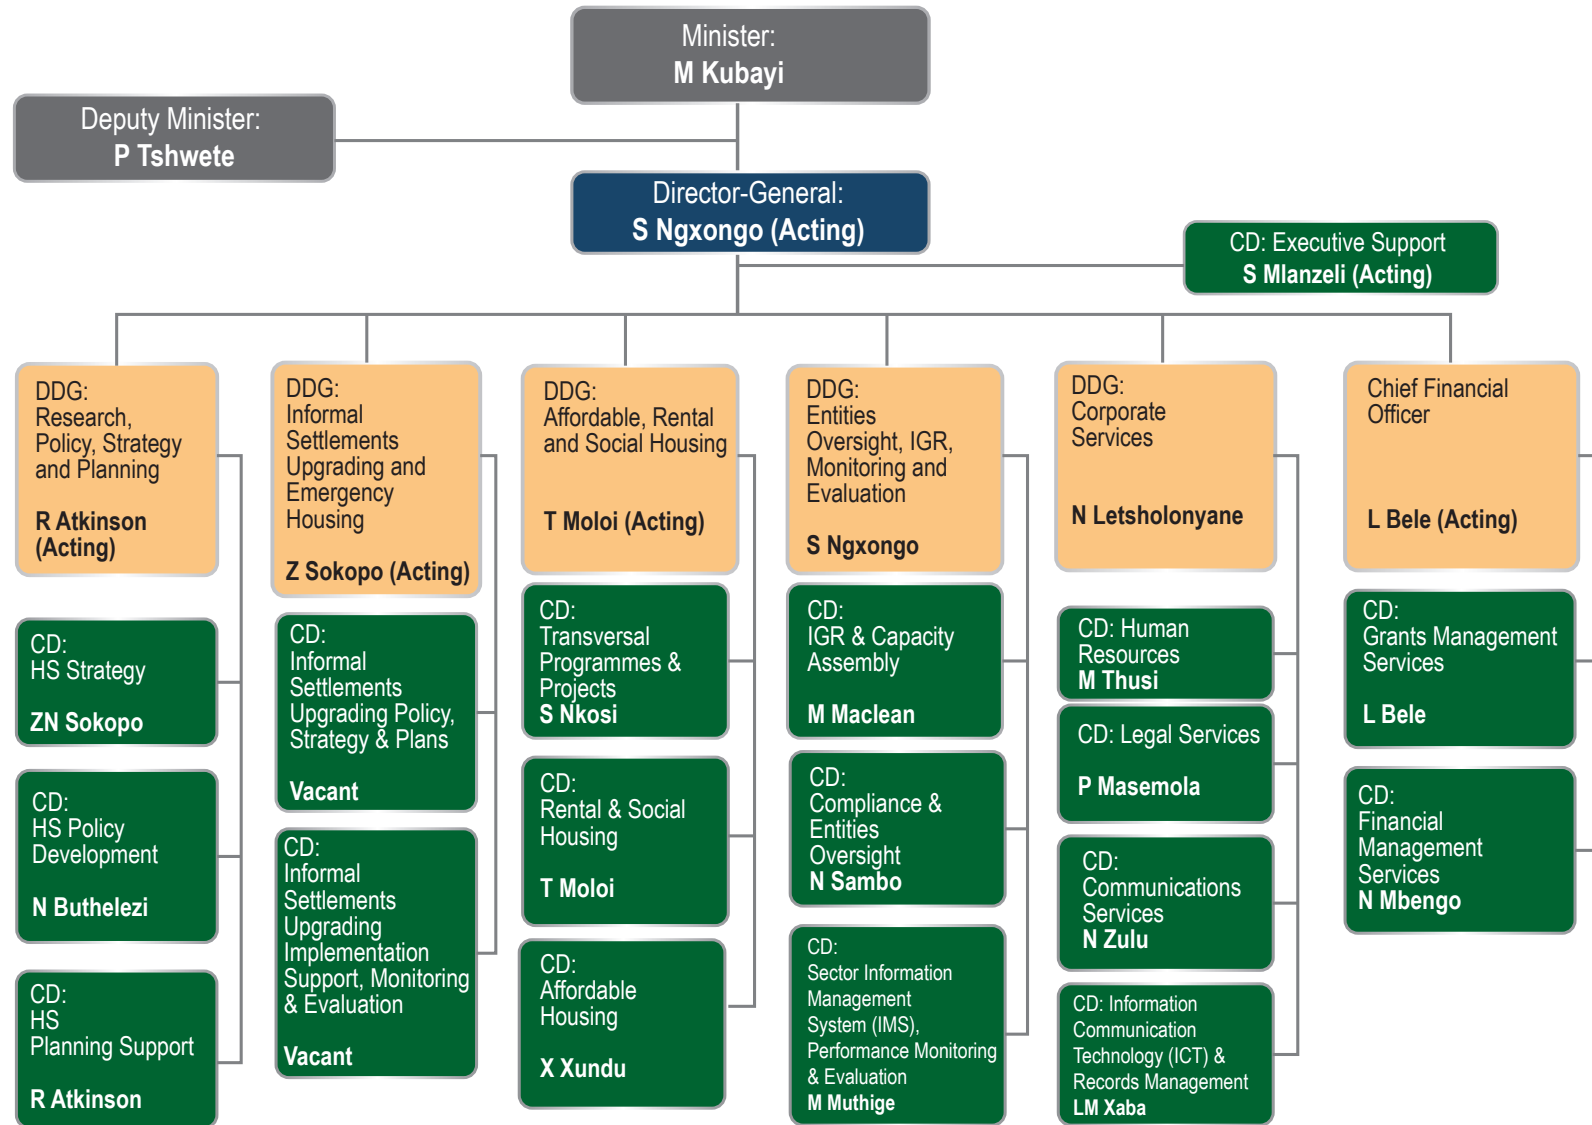 Minister:
M Kubayi
Deputy Minister:
P Tshwete
Director-General:
S Ngxongo (Acting)
CD: Executive Support
S Mlanzeli (Acting)
DDG:
Research,
Policy, Strategy
and Planning
R Atkinson
(Acting)
CD:
HS Strategy
ZN Sokopo
CD:
HS Policy
Development
N Buthelezi
CD:
HS
Planning Support
R Atkinson
DDG:
Informal
Settlements
Upgrading and
Emergency
Housing
Z Sokopo (Acting)
CD:
Informal
Settlements
Upgrading Policy,
Strategy & Plans
Vacant
CD:
Informal
Settlements
Upgrading
Implementation
Support, Monitoring
& Evaluation
Vacant
DDG:
Affordable, Rental
and Social Housing
T Moloi (Acting)
CD:
Transversal
Programmes &
Projects
S Nkosi
CD:
Rental & Social
Housing
T Moloi
CD:
Affordable
Housing
X Xundu
DDG:
Entities
Oversight, IGR,
Monitoring and
Evaluation
S Ngxongo
CD:
IGR & Capacity
Assembly
M Maclean
CD:
Compliance &
Entities
Oversight
N Sambo
CD:
Sector Information
Management
System (IMS),
Performance Monitoring
& Evaluation
M Muthige
DDG:
Corporate
Services
N Letsholonyane
CD: Human
Resources
M Thusi
CD: Legal Services
P Masemola
CD:
Communications
Services
N Zulu
CD: Information
Communication
Technology (ICT) &
Records Management
LM Xaba
Chief Financial
Officer
L Bele (Acting)
CD:
Grants Management
Services
L Bele
CD:
Financial
Management
Services
N Mbengo